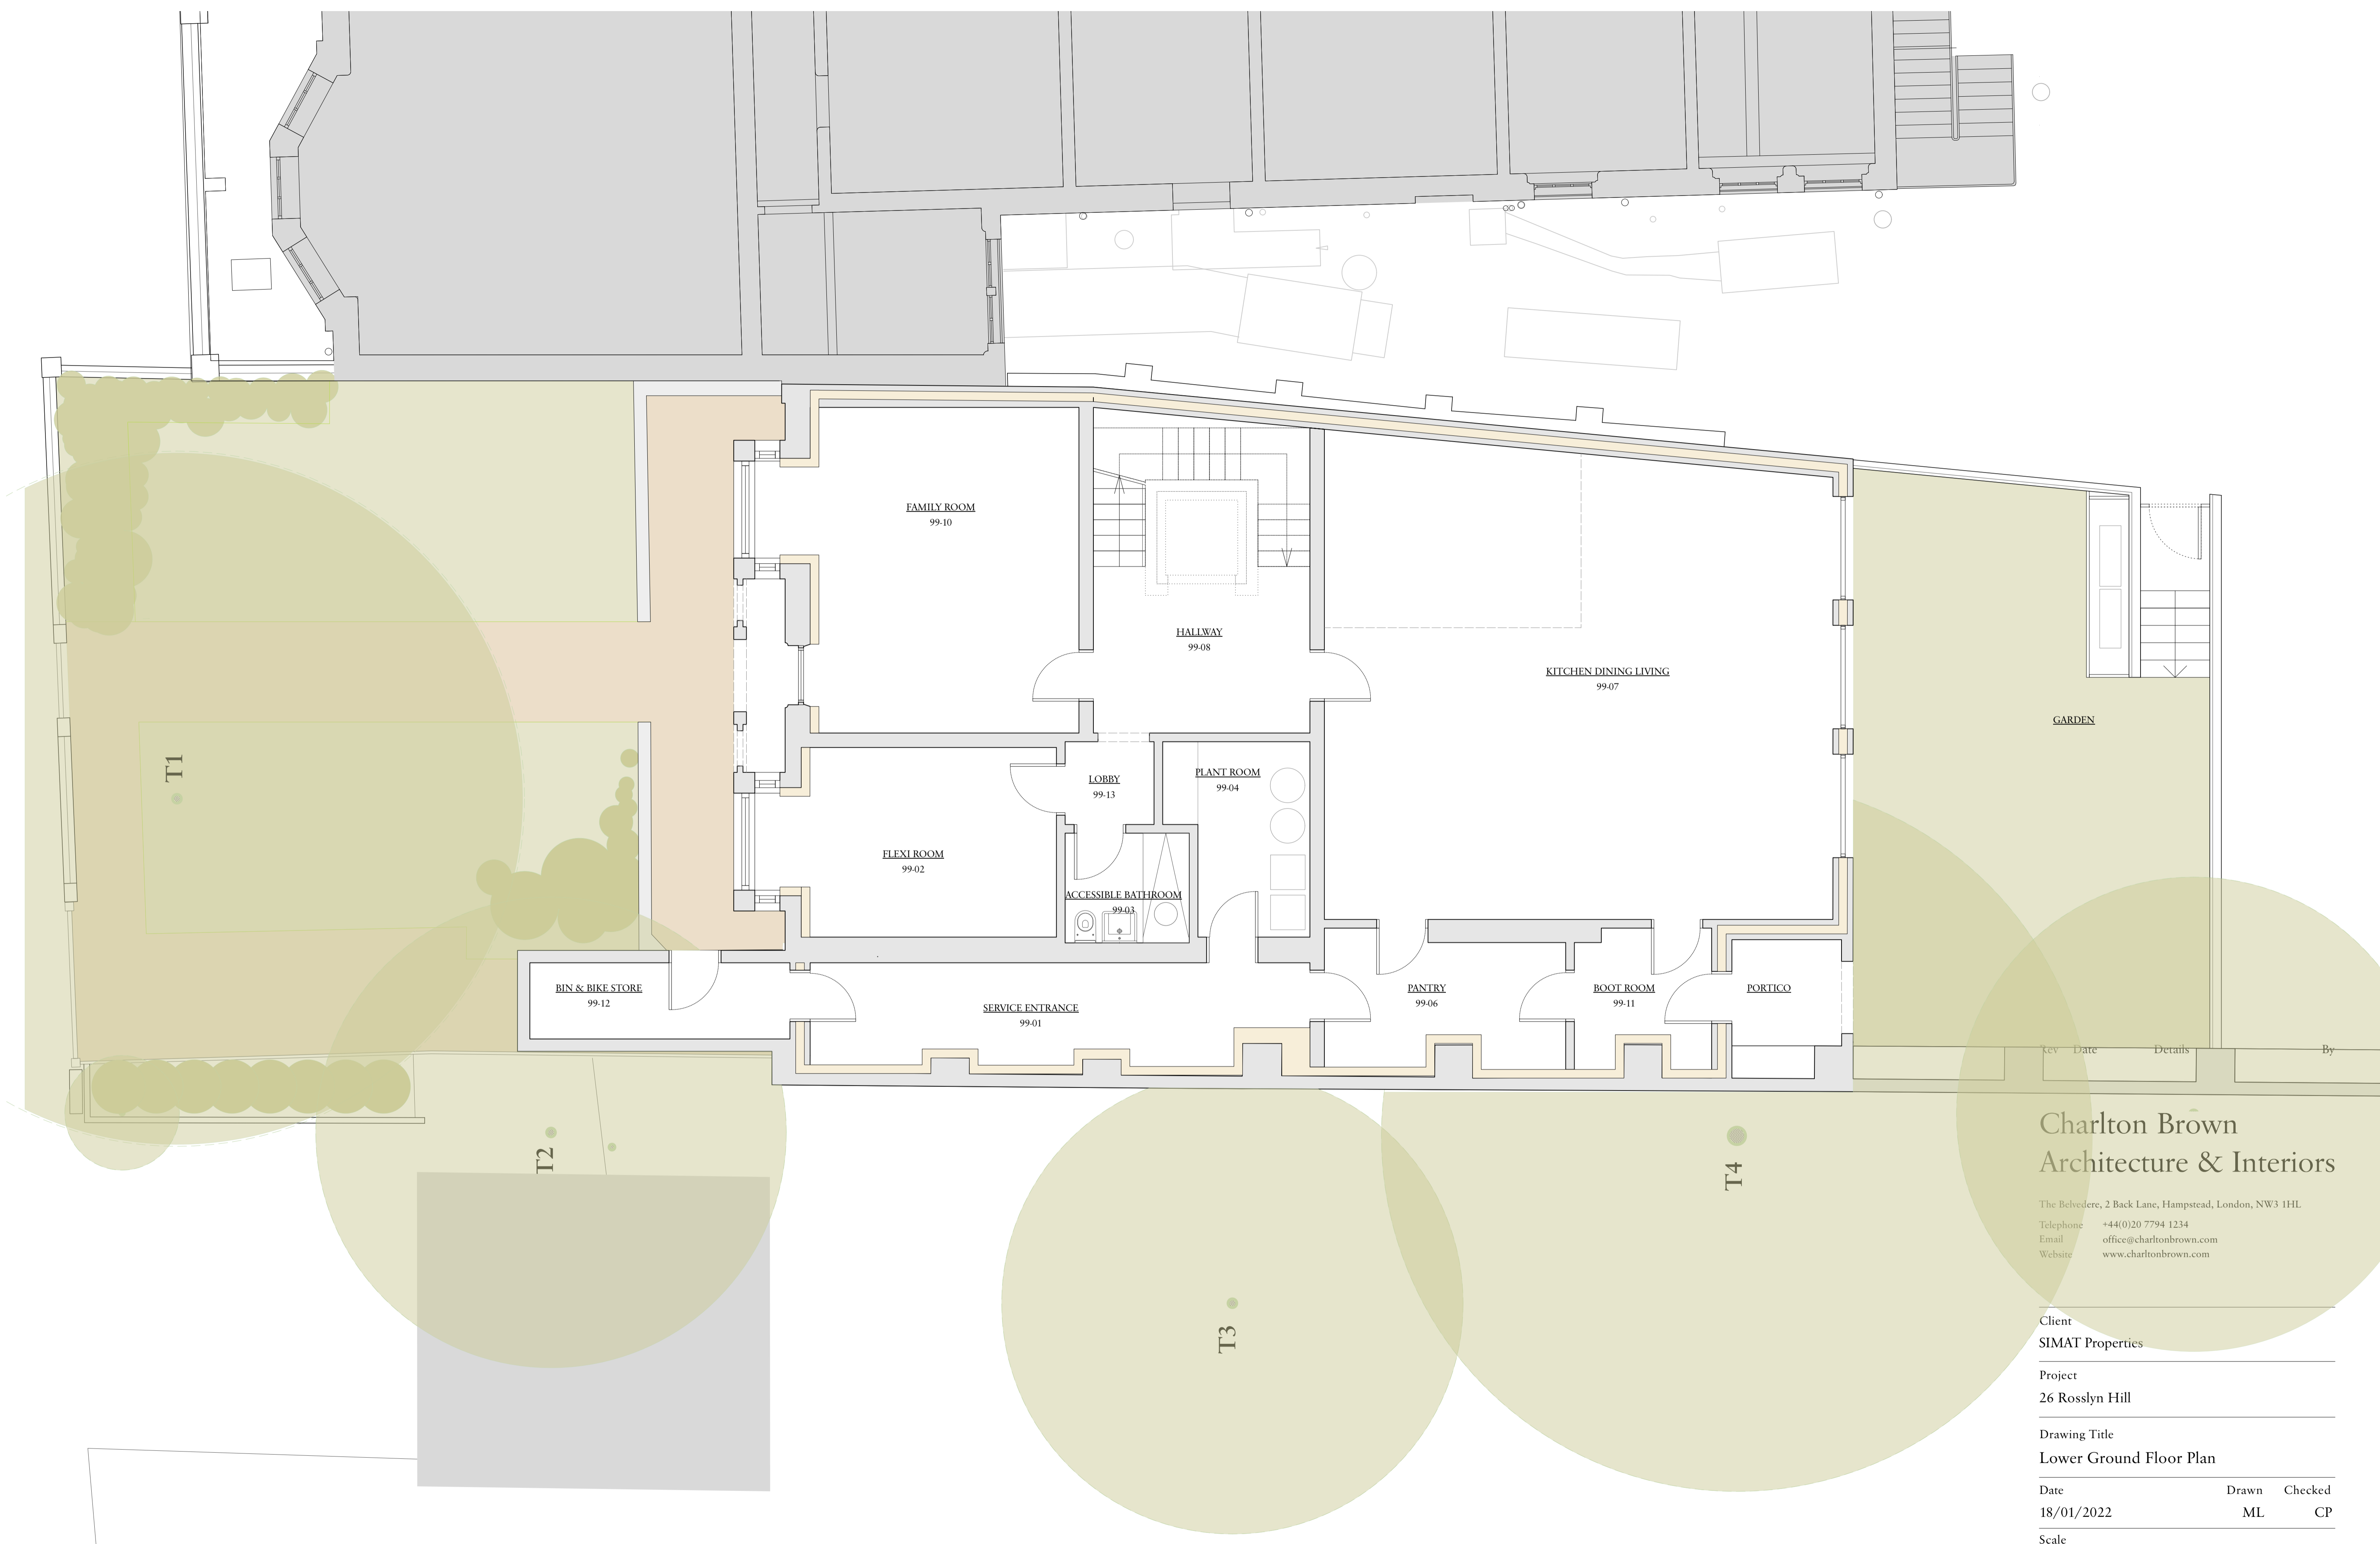 FAMILY ROOM
99-10
HALLWAY
99-08
KITCHEN DINING LIVING
99-07
GARDEN
T1
LOBBY
99-13
PLANT ROOM
99-04
FLEXI ROOM
99-02
ACCESSIBLE BATHROOM
99-03
BIN & BIKE STORE
99-12
SERVICE ENTRANCE
99-01
PANTRY
99-06
BOOT ROOM
99-11
PORTICO
T2
T3
T4
Rev Date Details By
Charlton Brown
Architecture & Interiors
The Belvedere, 2 Back Lane, Hampstead, London, NW3 1HL
Telephone +44(0)20 7794 1234
Email office@charltonbrown.com
Website www.charltonbrown.com
Client
SIMAT Properties
Project
26 Rosslyn Hill
Drawing Title
Lower Ground Floor Plan
Date Drawn Checked
18/01/2022 ML CP
Scale